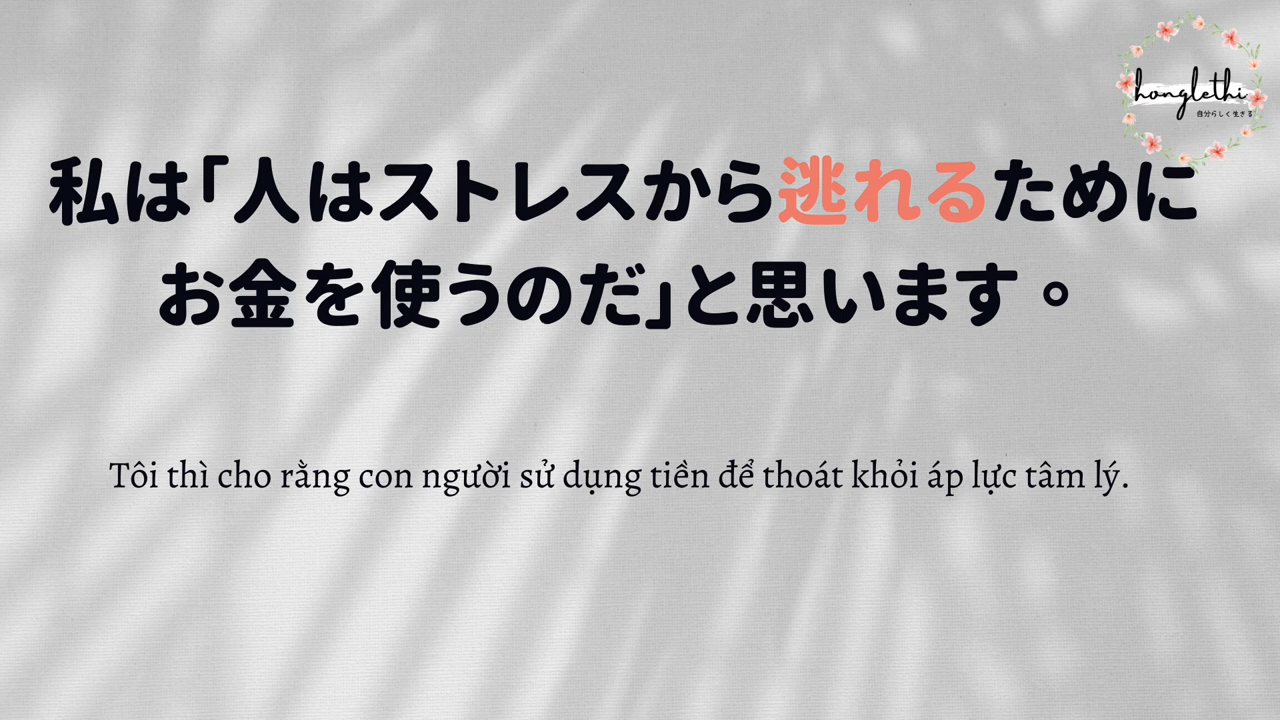 honglethi
自分らしく生きる
私は「人はストレスから逃れるために
お金を使うのだ」と思います。
Tôi thì cho rằng con người sử dụng tiền để thoát khỏi áp lực tâm lý.